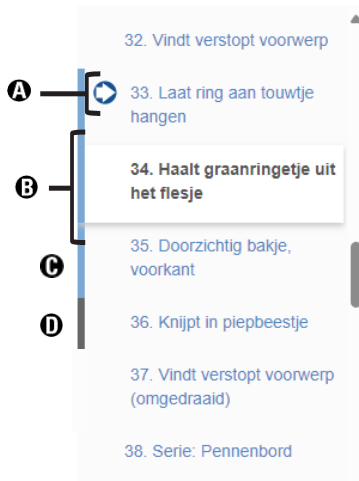 32. Vindt verstopt voorwerp
A
33. Laat ring aan touwtje
hangen
B
34. Haalt graanringetje uit
het flesje
C
35. Doorzichtig bakje,
voorkant
D
36. Knijpt in piepbeestje
37. Vindt verstopt voorwerp
(omgedraaid)
38. Serie: Pennenbord